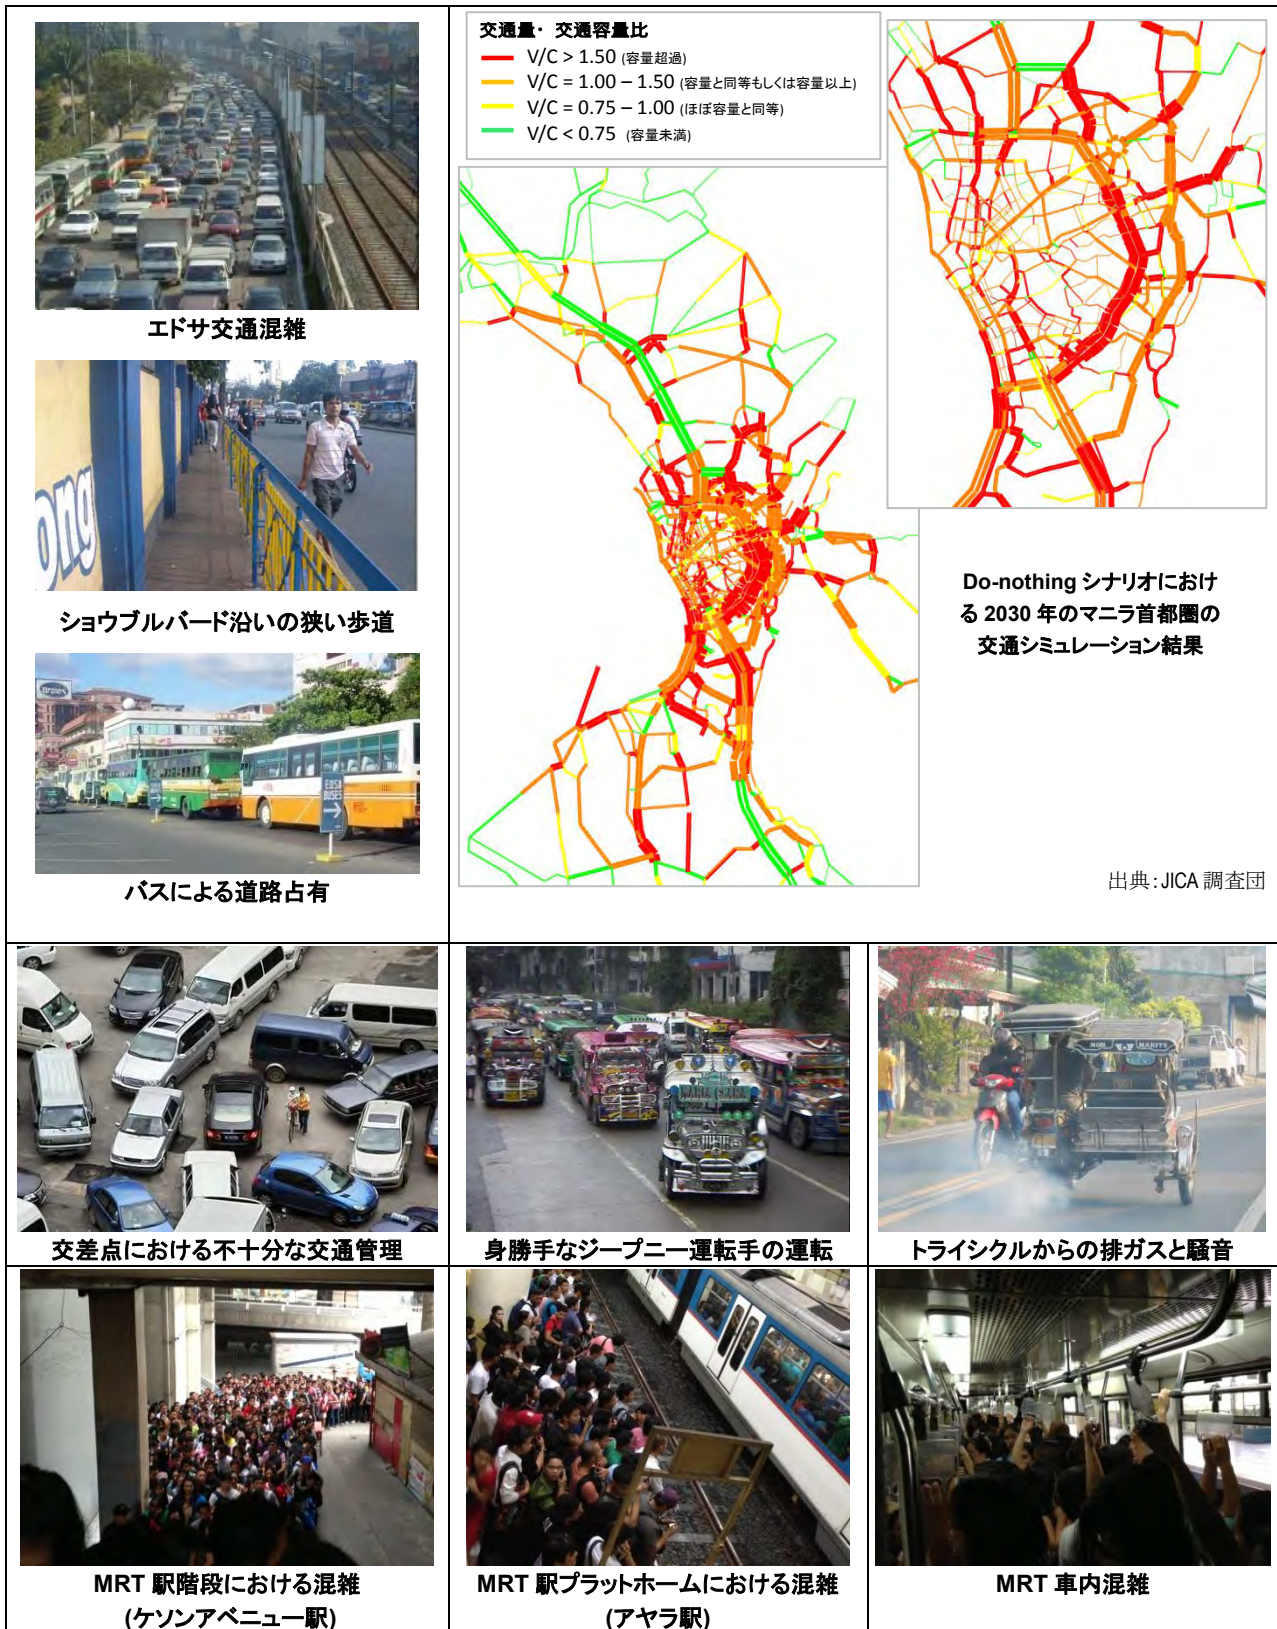 エドサ交通混雑
ong
ショウブルバード沿いの狭い歩道
EDSA
BUSES
バスによる道路占有
交通量・ 交通容量比
V/C > 1.50 (容量超過)
V/C = 1.00 – 1.50 (容量と同等もしくは容量以上)
V/C = 0.75 – 1.00 (ほぼ容量と同等)
V/C < 0.75 (容量未満)
Do-nothing シナリオにおけ
る 2030 年のマニラ首都圏の
交通シミュレーション結果
出典：JICA 調査団
交差点における不十分な交通管理
身勝手なジープニー運転手の運転
トライシクルからの排ガスと騒音
MRT 駅階段における混雑
(ケソンアベニュー駅)
MRT 駅プラットホームにおける混雑
(アヤラ駅)
MRT 車内混雑